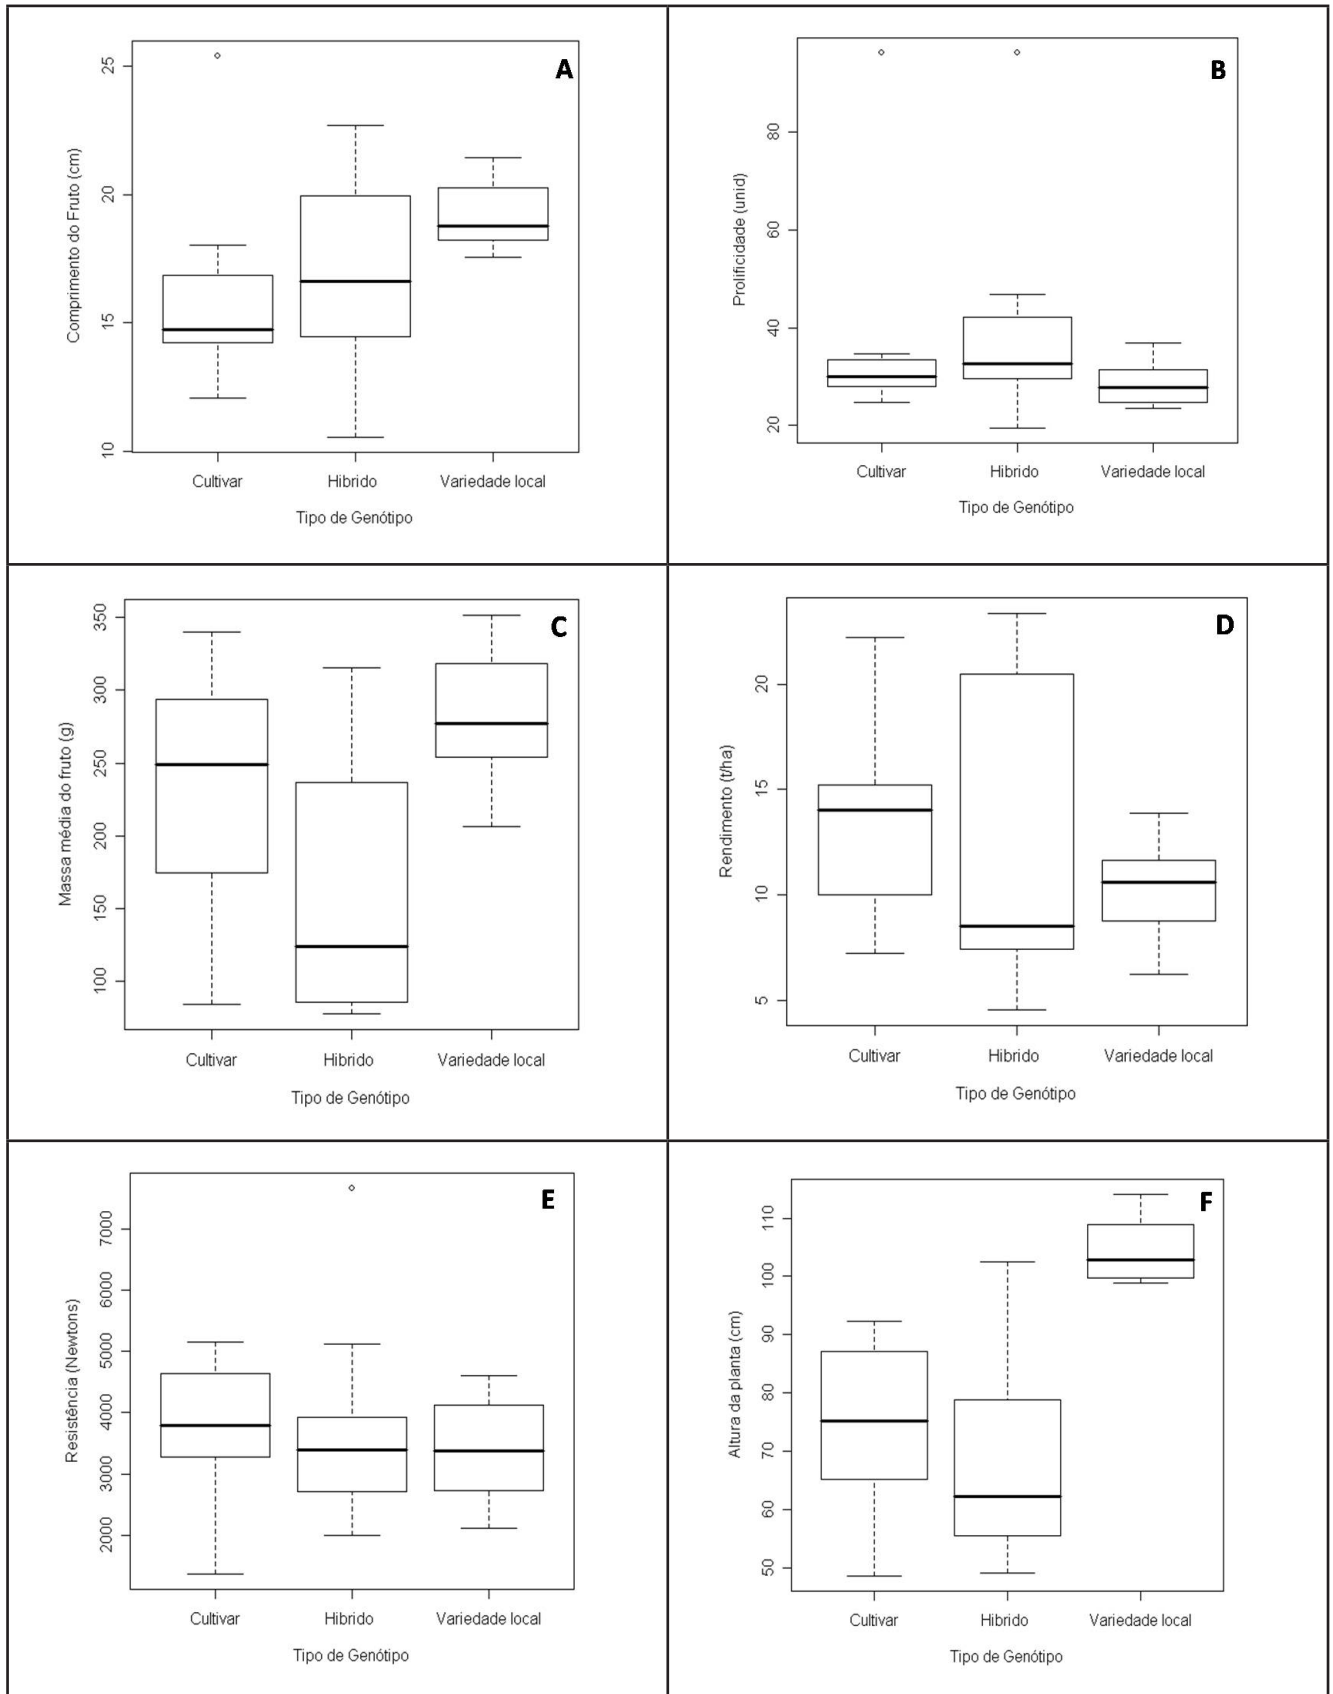 A
Comprimento do Fruto (cm)
25
20
15
10
Cultivar Hibrido Variedade local
Tipo de Genótipo
B
Prolificidade (unid)
80
60
40
20
Cultivar Hibrido Variedade local
Tipo de Genótipo
C
Massa média do fruto (g)
350
300
250
200
150
100
Cultivar Hibrido Variedade local
Tipo de Genótipo
D
Rendimento (t/ha)
20
15
10
5
Cultivar Hibrido Variedade local
Tipo de Genótipo
E
Resistência (Newtons)
7000
6000
5000
4000
3000
2000
Cultivar Hibrido Variedade local
Tipo de Genótipo
F
Altura da planta (cm)
110
100
90
80
70
60
50
Cultivar Hibrido Variedade local
Tipo de Genótipo